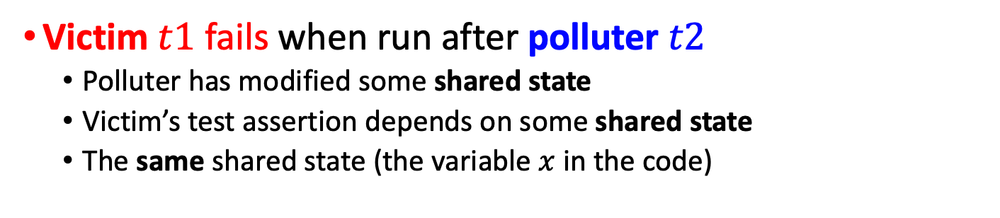 • Victim t1 fails when run after polluter t2
• Polluter has modified some shared state
• Victim’s test assertion depends on some shared state
• The same shared state (the variable x in the code)